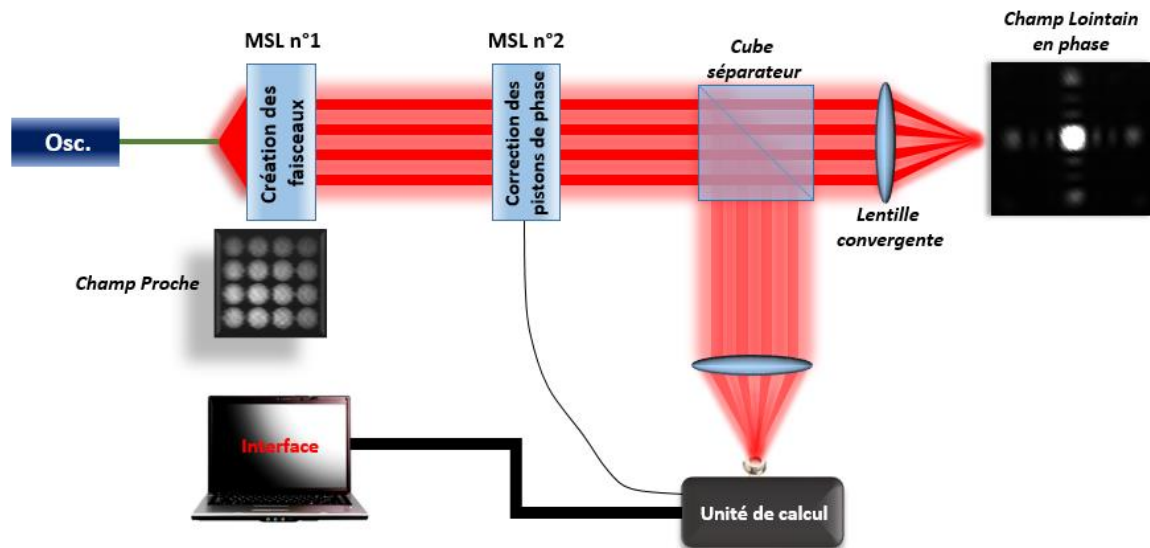 MSL n°1
MSL n°2
Cube
séparateur
Champ Lointain
en phase
Osc.
Création des
faisceaux
Correction des
pistons de phase
Lentille
convergente
Champ Proche
Interface
Unité de calcul